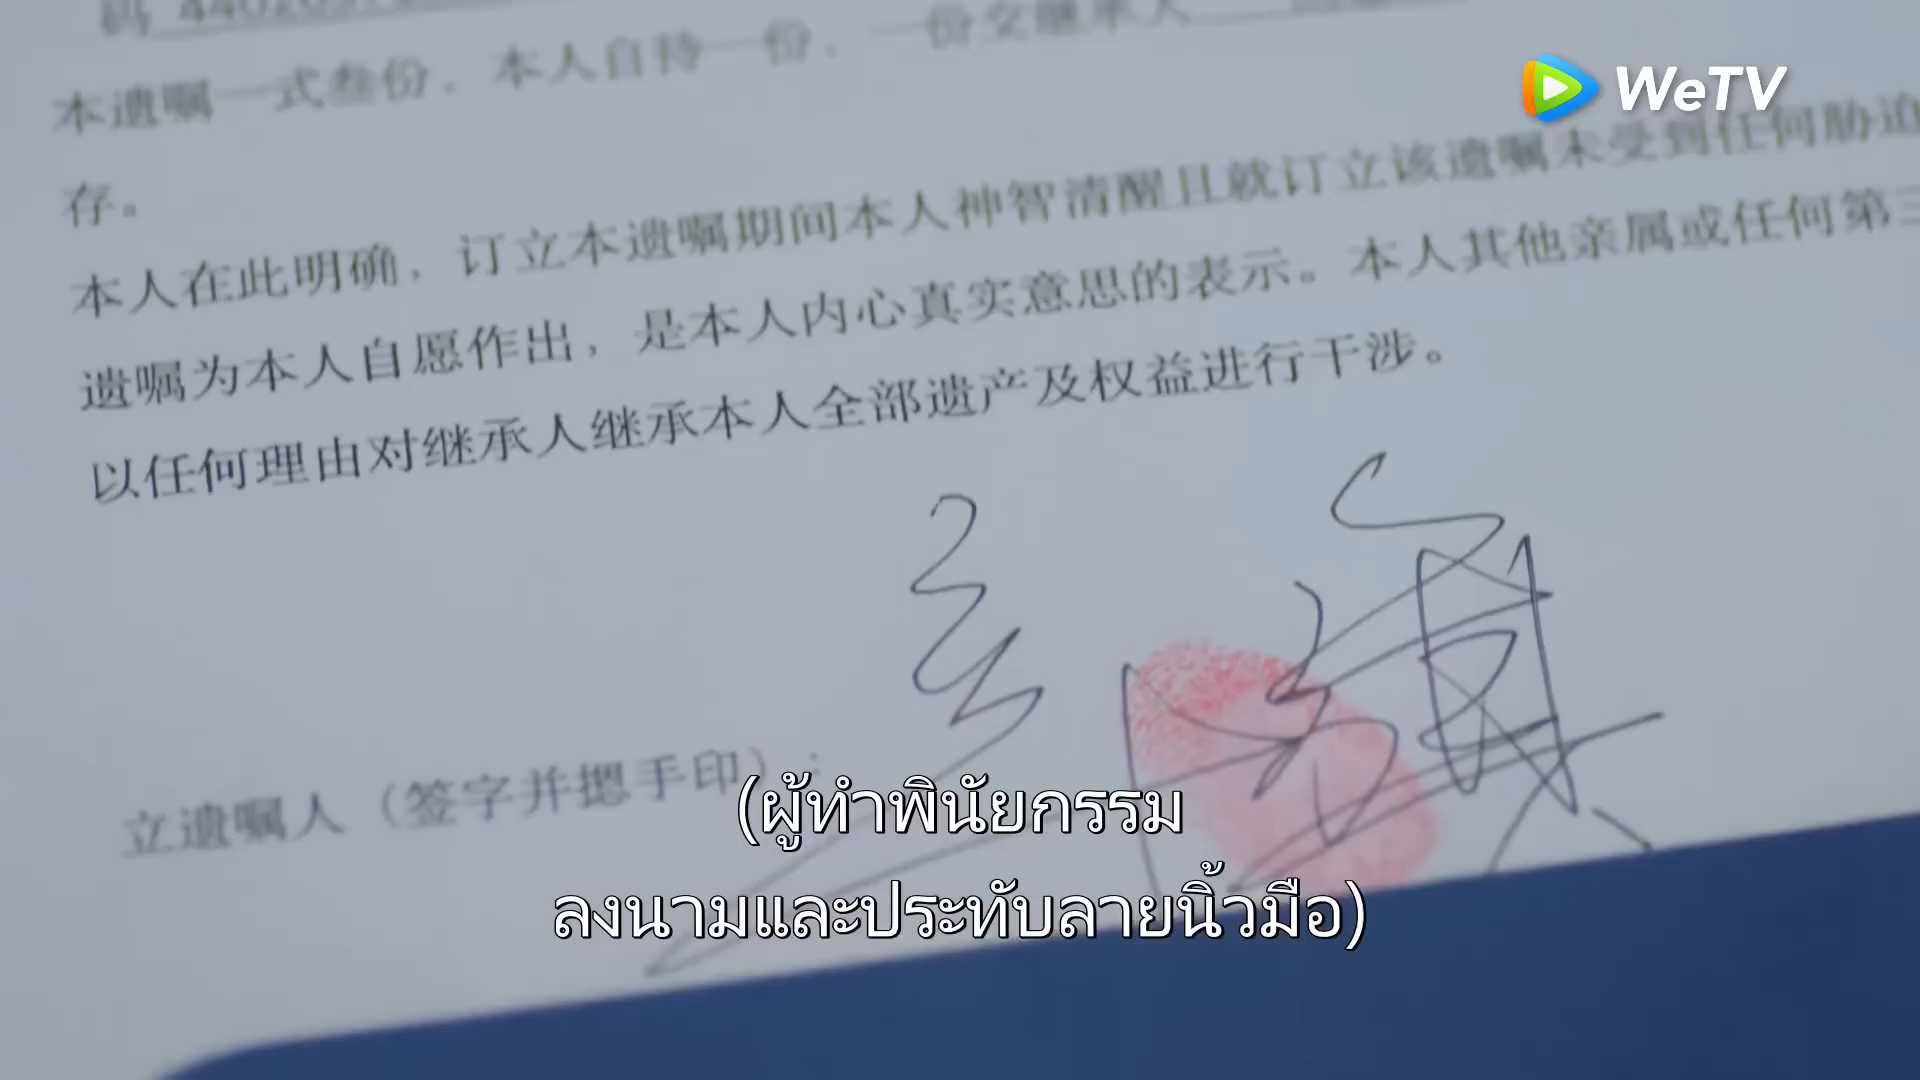 WeTV
本遗嘱一式叁份，本人自持一份，一份交继承人
存。
本人在此明确，订立本遗嘱期间本人神智清醒且就订立该遗嘱未受到任何胁迫
遗嘱为本人自愿作出，是本人内心真实意思的表示。本人其他亲属或任何第三
以任何理由对继承人继承本人全部遗产及权益进行干涉。
立遗嘱人（签字并摁手印）：
(ผู้ทำพินัยกรรม
ลงนามและประทับลายนิ้วมือ)